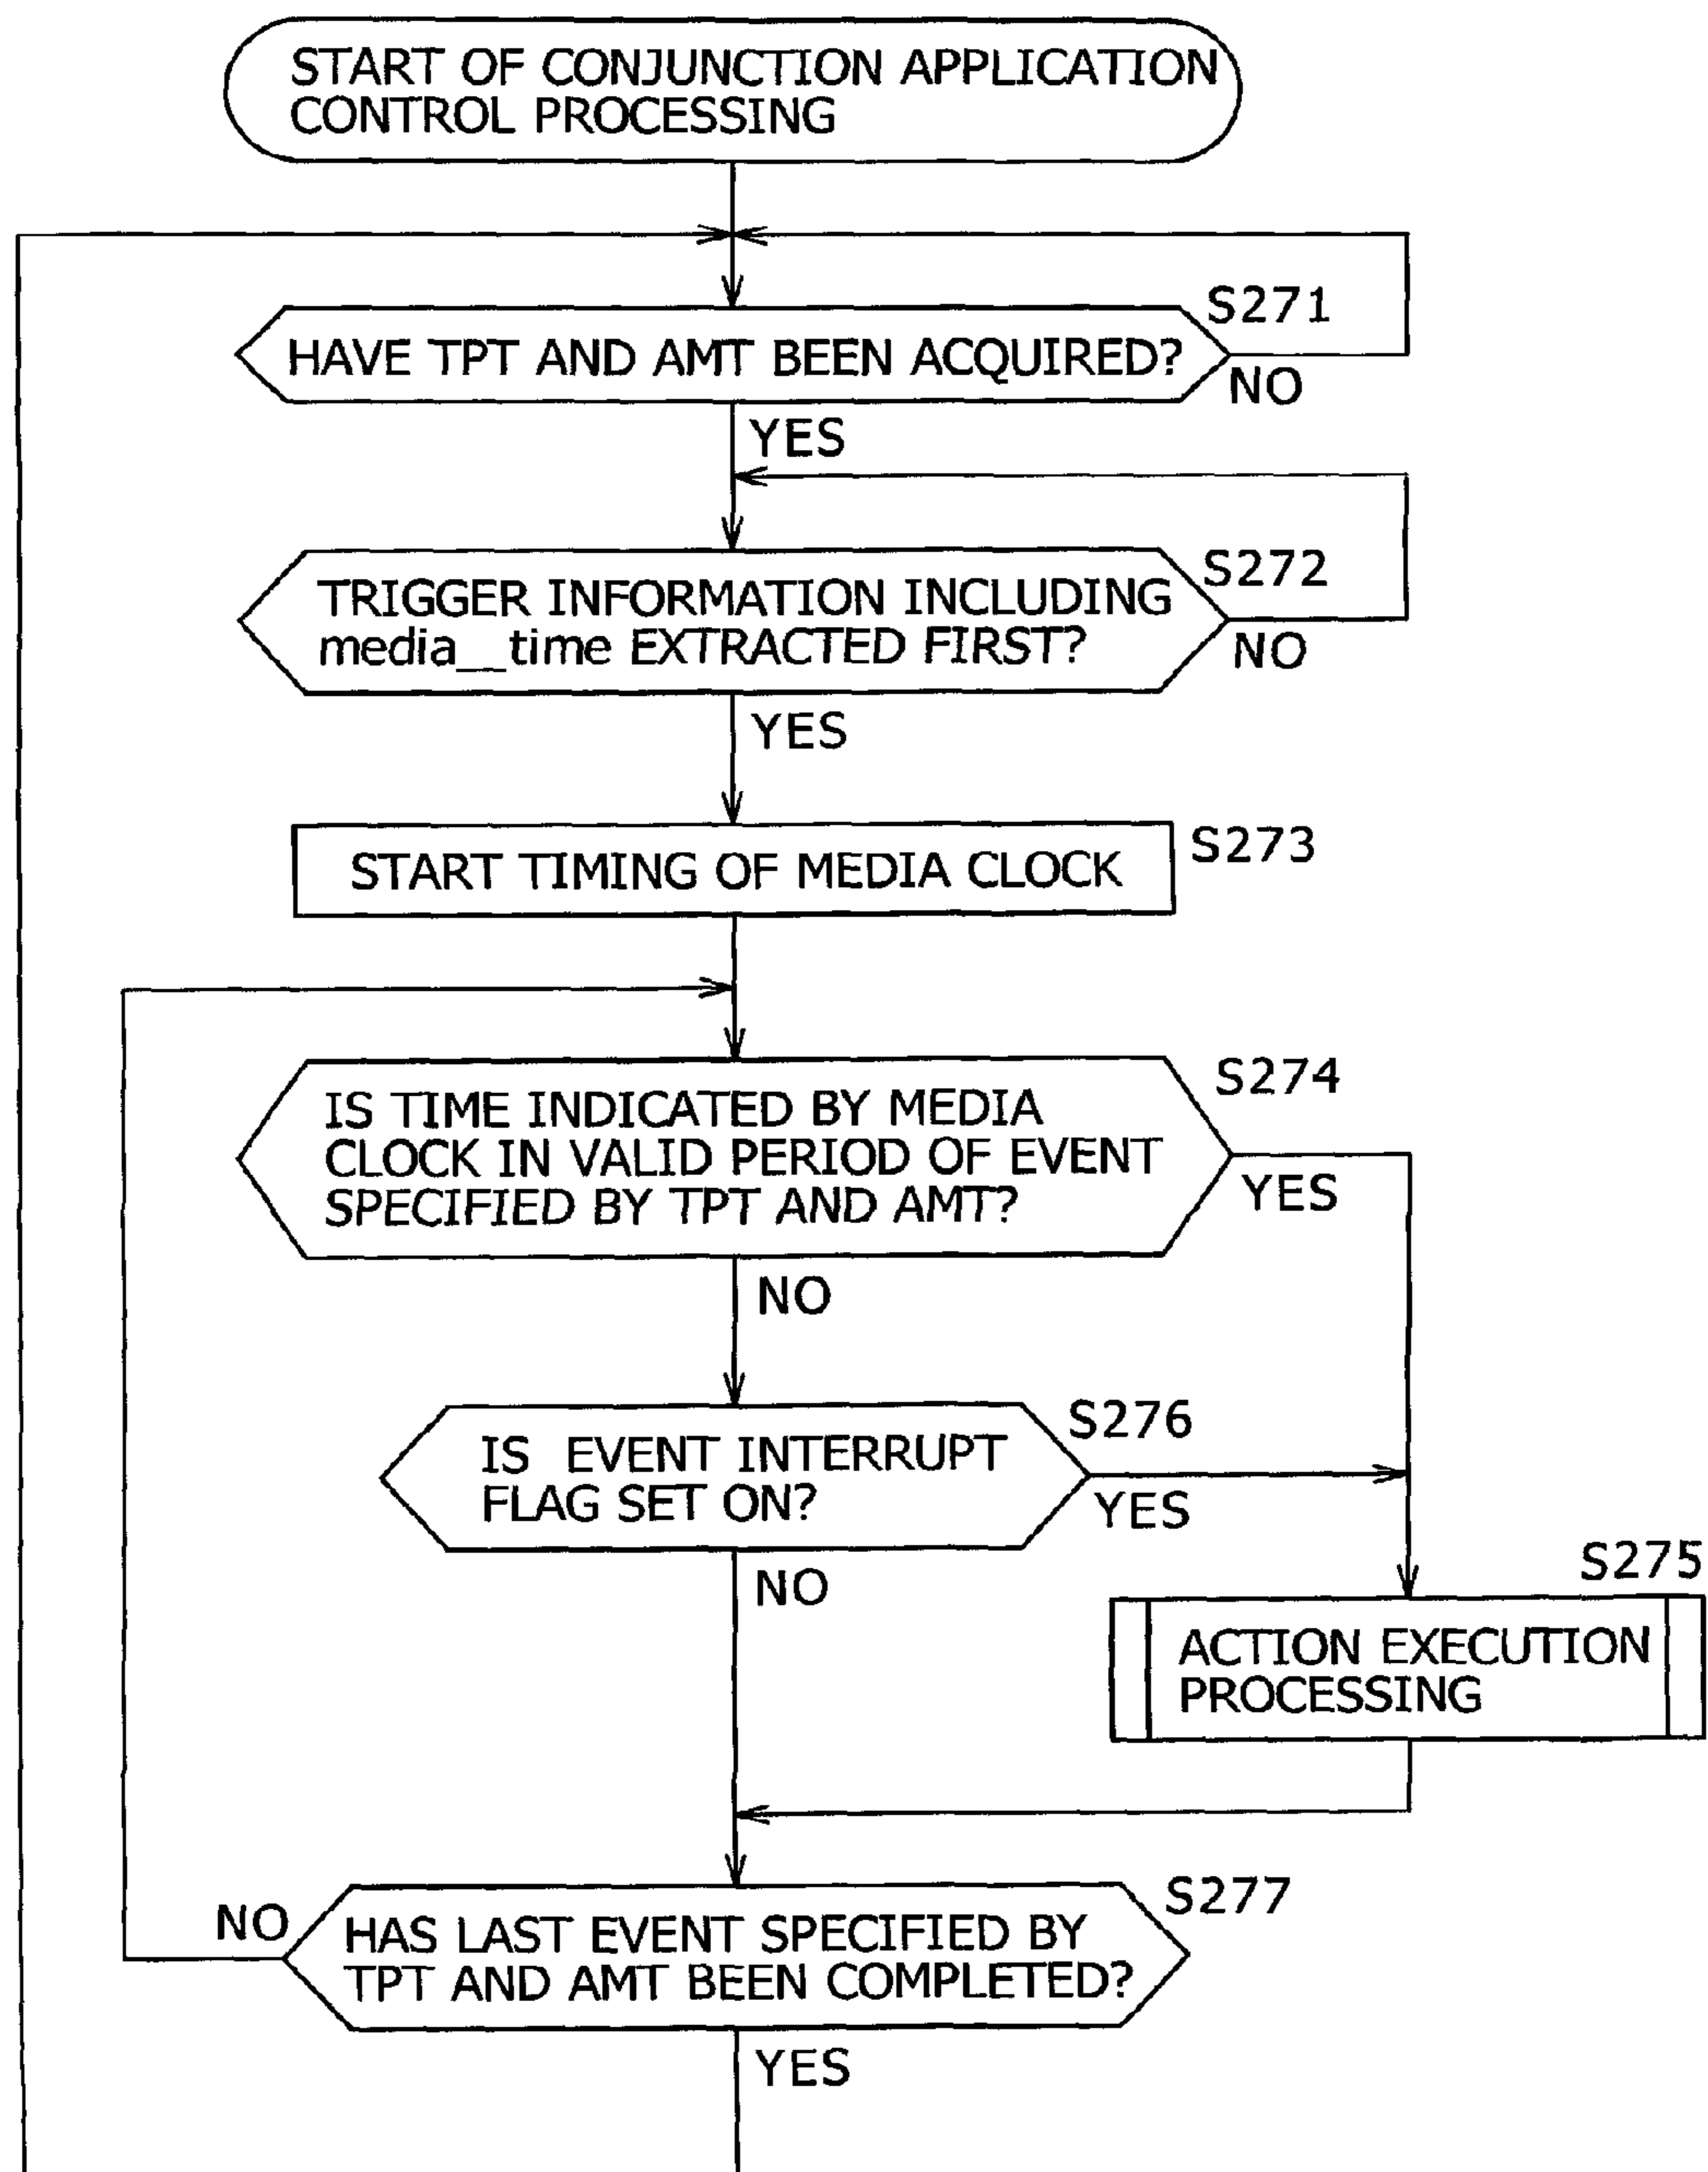 START OF CONJUNCTION APPLICATION
CONTROL PROCESSING
S271
HAVE TPT AND AMT BEEN ACQUIRED?
NO
YES
S272
TRIGGER INFORMATION INCLUDING
media__time EXTRACTED FIRST?
NO
YES
S273
START TIMING OF MEDIA CLOCK
S274
IS TIME INDICATED BY MEDIA
CLOCK IN VALID PERIOD OF EVENT
SPECIFIED BY TPT AND AMT?
YES
NO
S276
IS EVENT INTERRUPT
FLAG SET ON?
YES
NO
S275
ACTION EXECUTION
PROCESSING
S277
NO
HAS LAST EVENT SPECIFIED BY
TPT AND AMT BEEN COMPLETED?
YES